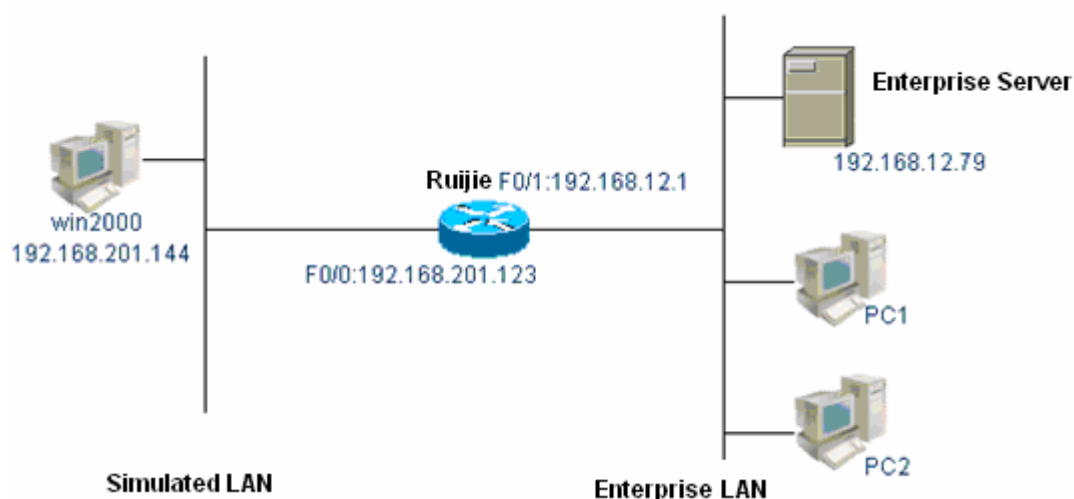 Enterprise Server
192.168.12.79
Ruijie F0/1:192.168.12.1
win2000
192.168.201.144
F0/0:192.168.201.123
PC1
PC2
Simulated LAN
Enterprise LAN